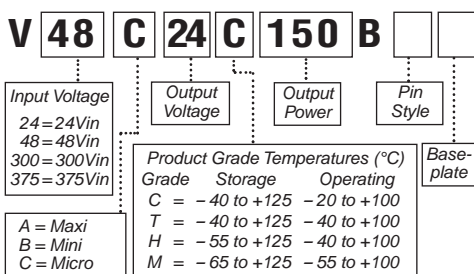 V 48 C 24 C 150 B
Input Voltage
24 = 24Vin
48 = 48Vin
300 = 300Vin
375 = 375Vin
Output
Voltage
Output
Power
Pin
Style
Base-
plate
A = Maxi
B = Mini
C = Micro
Product Grade Temperatures (°C)
Grade Storage Operating
C = – 40 to +125 – 20 to +100
T = – 40 to +125 – 40 to +100
H = – 55 to +125 – 40 to +100
M = – 65 to +125 – 55 to +100